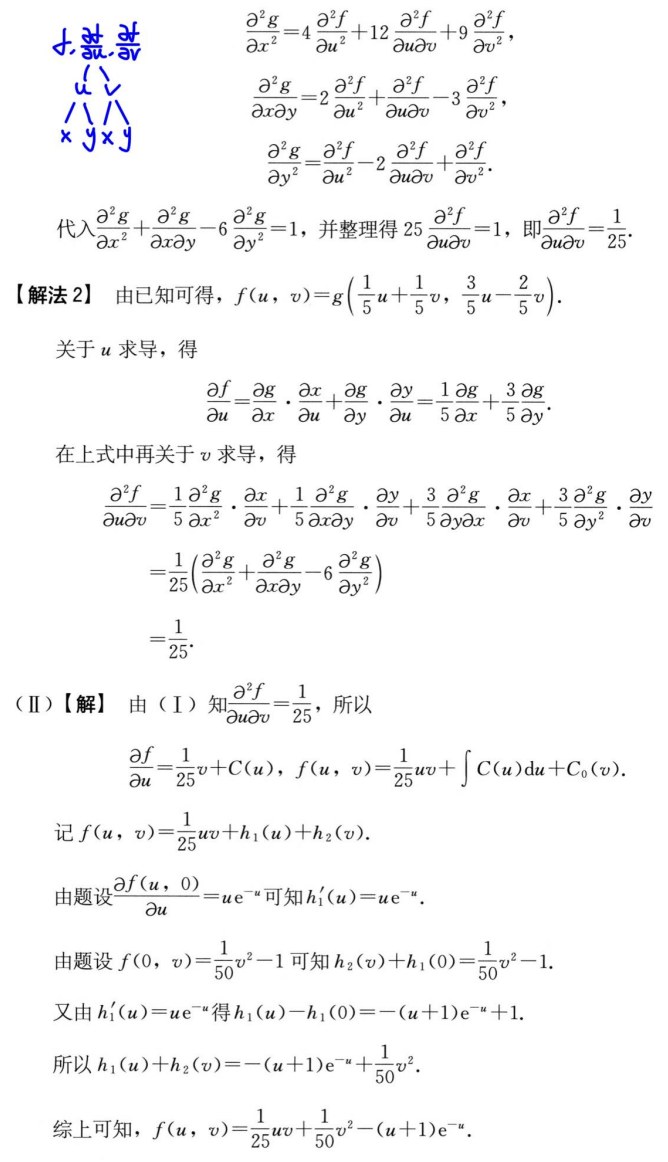 f, ∂f/∂u, ∂f/∂v
u v
x y x y
∂²g/∂x²=4 ∂²f/∂u²+12 ∂²f/∂u∂v+9 ∂²f/∂v²,
∂²g/∂x∂y=2 ∂²f/∂u²+∂²f/∂u∂v−3 ∂²f/∂v²,
∂²g/∂y²=∂²f/∂u²−2 ∂²f/∂u∂v+∂²f/∂v².
代入∂²g/∂x²+∂²g/∂x∂y−6 ∂²g/∂y²=1，并整理得 25 ∂²f/∂u∂v=1，即∂²f/∂u∂v=1/25.
【解法2】 由已知可得，f(u，v)=g(1/5 u+1/5 v，3/5 u−2/5 v).
关于 u 求导，得
∂f/∂u=∂g/∂x·∂x/∂u+∂g/∂y·∂y/∂u=1/5 ∂g/∂x+3/5 ∂g/∂y.
在上式中再关于 v 求导，得
∂²f/∂u∂v=1/5 ∂²g/∂x²·∂x/∂v+1/5 ∂²g/∂x∂y·∂y/∂v+3/5 ∂²g/∂y∂x·∂x/∂v+3/5 ∂²g/∂y²·∂y/∂v
=1/25(∂²g/∂x²+∂²g/∂x∂y−6 ∂²g/∂y²)
=1/25.
（Ⅱ）【解】 由（Ⅰ）知∂²f/∂u∂v=1/25，所以
∂f/∂u=1/25 v+C(u)，f(u，v)=1/25 uv+∫C(u)du+C₀(v).
记 f(u，v)=1/25 uv+h₁(u)+h₂(v).
由题设∂f(u，0)/∂u=ue⁻ᵘ可知h₁′(u)=ue⁻ᵘ.
由题设 f(0，v)=1/50 v²−1 可知 h₂(v)+h₁(0)=1/50 v²−1.
又由 h₁′(u)=ue⁻ᵘ得h₁(u)−h₁(0)=−(u+1)e⁻ᵘ+1.
所以 h₁(u)+h₂(v)=−(u+1)e⁻ᵘ+1/50 v².
综上可知，f(u，v)=1/25 uv+1/50 v²−(u+1)e⁻ᵘ.